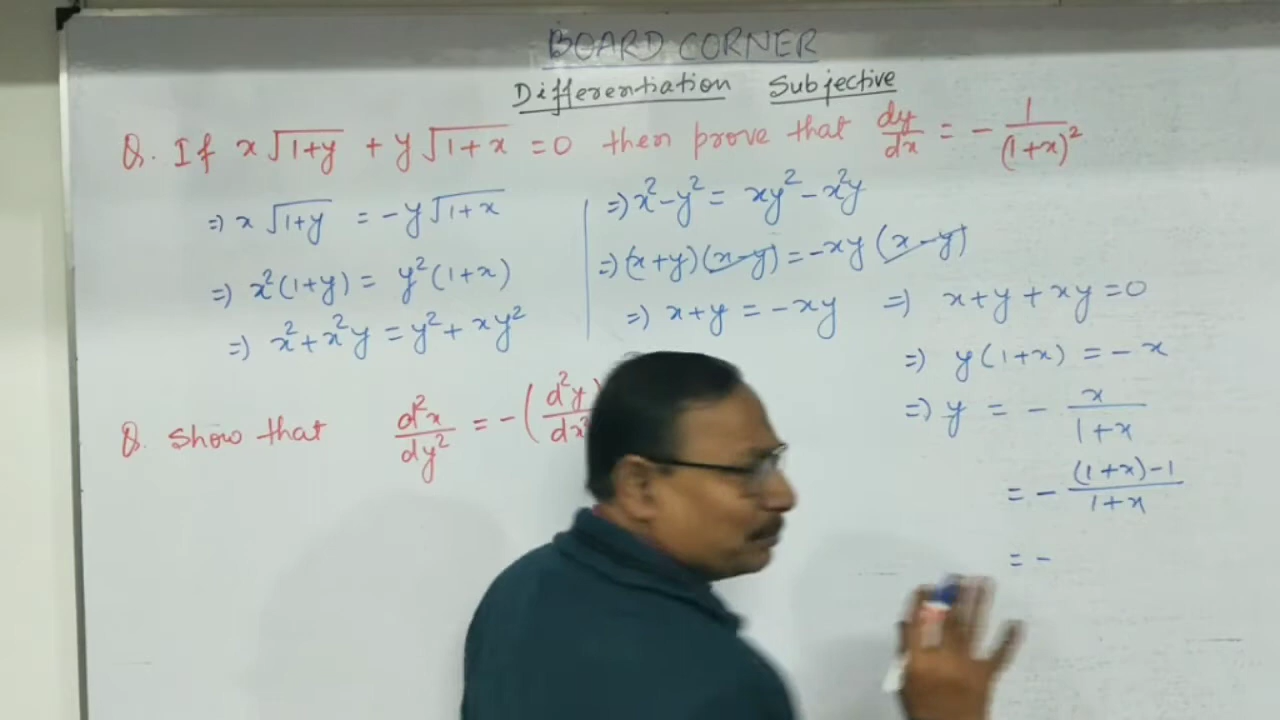 BOARD CORNER
Differentiation Subjective
Q. If x√(1+y) + y√(1+x) = 0 then prove that dy/dx = - 1/(1+x)²
=) x√(1+y) = -y√(1+x)
=) x²(1+y) = y²(1+x)
=) x²+x²y = y²+xy²
=) x²-y² = xy²-x²y
=) (x+y)(x-y) = -xy(x-y)
=) x+y = -xy =) x+y+xy=0
=) y(1+x) = -x
=) y = - x/(1+x)
= - ((1+x)-1)/(1+x)
= -
Q. Show that d²x/dy² = -(d²y/dx²)